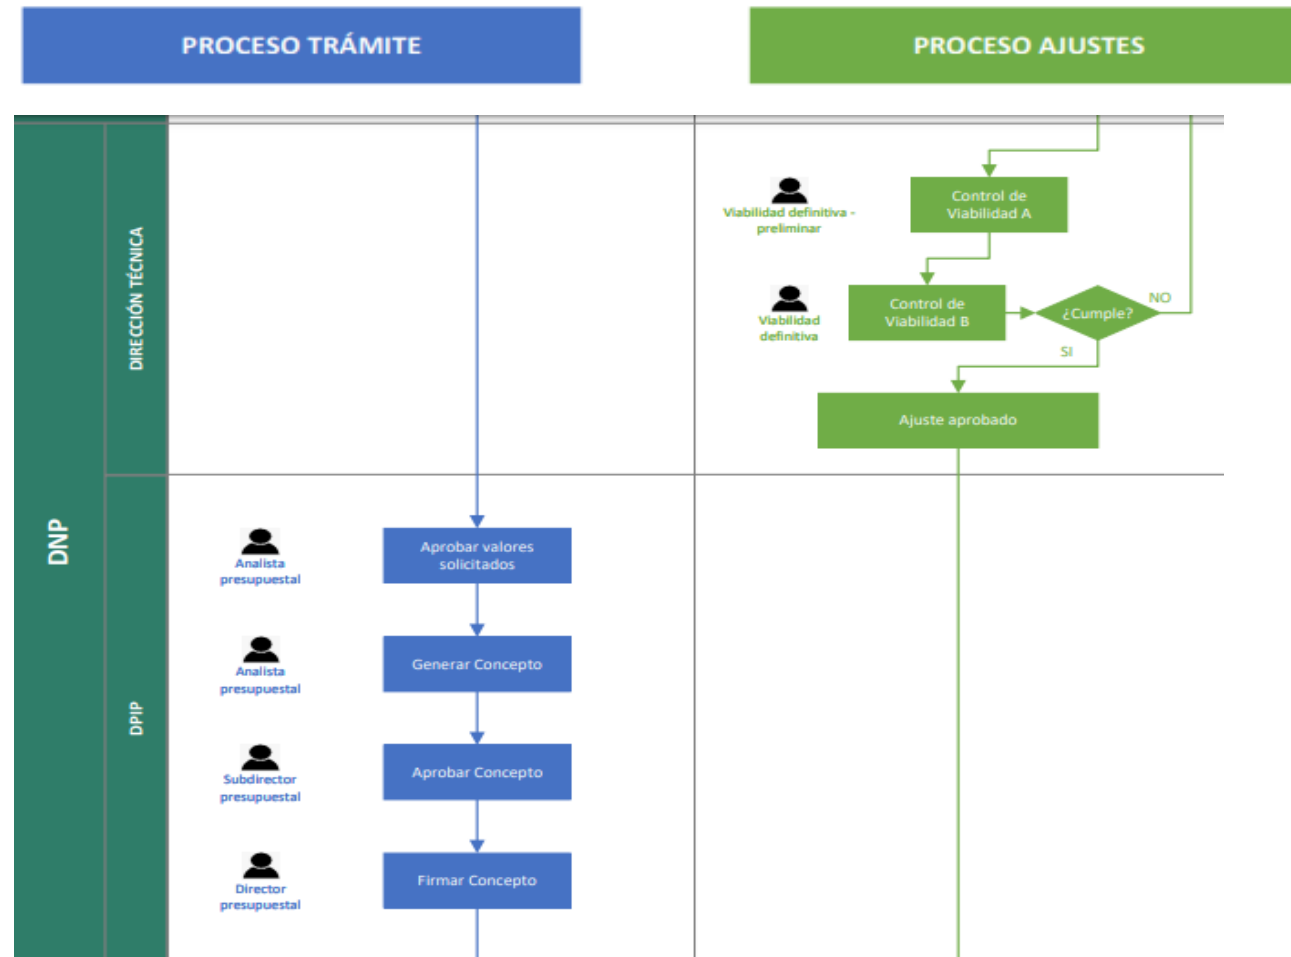 PROCESO TRÁMITE
PROCESO AJUSTES
DNP
DIRECCIÓN TÉCNICA
Viabilidad definitiva -
preliminar
Control de
Viabilidad A
Viabilidad
definitiva
Control de
Viabilidad B
¿Cumple?
NO
SI
Ajuste aprobado
DPIP
Analista
presupuestal
Aprobar valores
solicitados
Analista
presupuestal
Generar Concepto
Subdirector
presupuestal
Aprobar Concepto
Director
presupuestal
Firmar Concepto